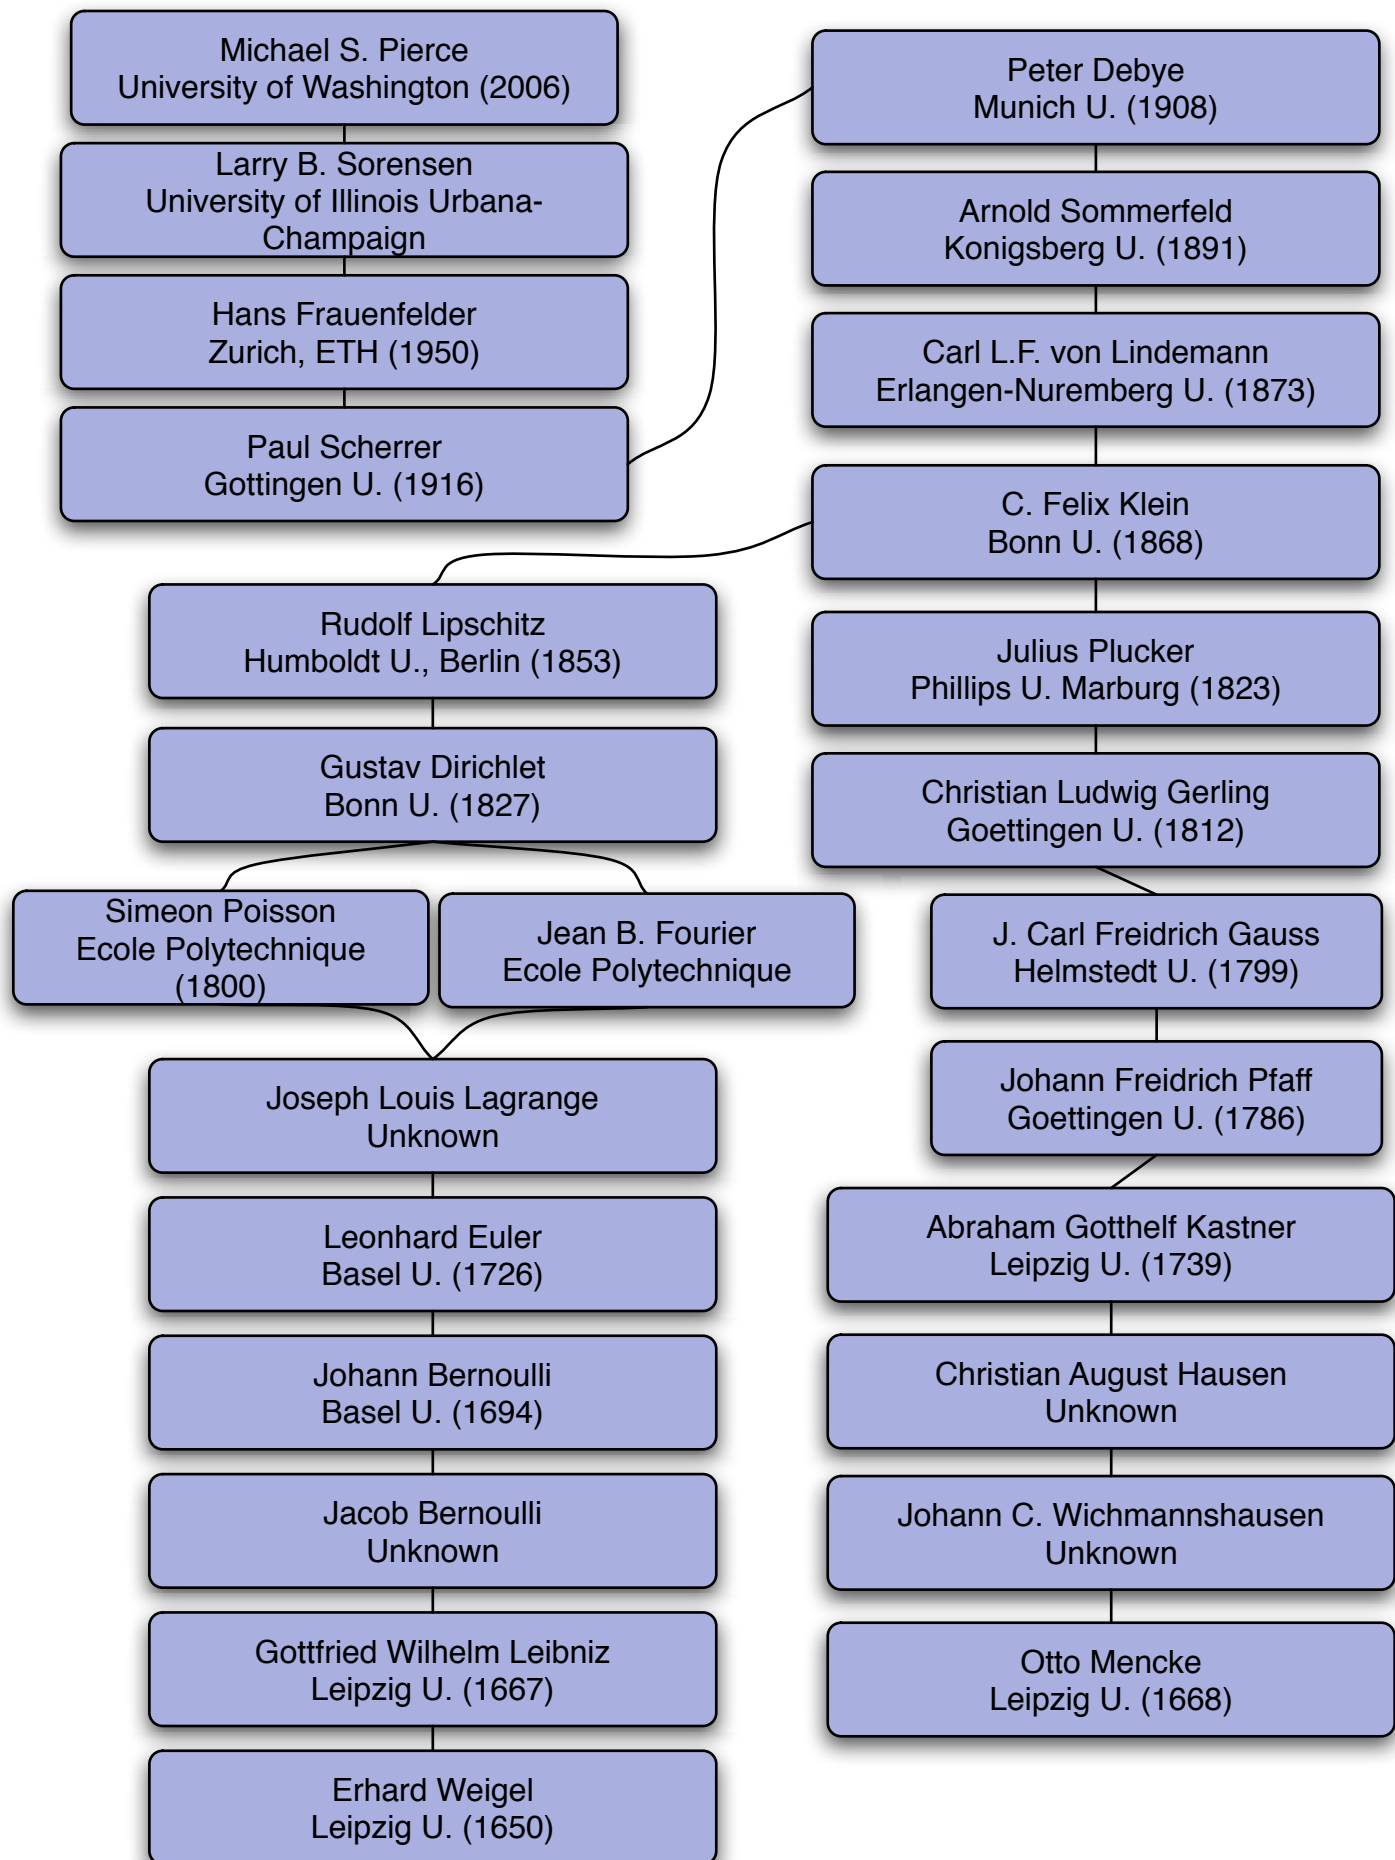 Michael S. Pierce
University of Washington (2006)
Larry B. Sorensen
University of Illinois Urbana-
Champaign
Hans Frauenfelder
Zurich, ETH (1950)
Paul Scherrer
Gottingen U. (1916)
Peter Debye
Munich U. (1908)
Arnold Sommerfeld
Konigsberg U. (1891)
Carl L.F. von Lindemann
Erlangen-Nuremberg U. (1873)
C. Felix Klein
Bonn U. (1868)
Rudolf Lipschitz
Humboldt U., Berlin (1853)
Gustav Dirichlet
Bonn U. (1827)
Simeon Poisson
Ecole Polytechnique
(1800)
Jean B. Fourier
Ecole Polytechnique
Joseph Louis Lagrange
Unknown
Leonhard Euler
Basel U. (1726)
Johann Bernoulli
Basel U. (1694)
Jacob Bernoulli
Unknown
Gottfried Wilhelm Leibniz
Leipzig U. (1667)
Erhard Weigel
Leipzig U. (1650)
Julius Plucker
Phillips U. Marburg (1823)
Christian Ludwig Gerling
Goettingen U. (1812)
J. Carl Freidrich Gauss
Helmstedt U. (1799)
Johann Freidrich Pfaff
Goettingen U. (1786)
Abraham Gotthelf Kastner
Leipzig U. (1739)
Christian August Hausen
Unknown
Johann C. Wichmannshausen
Unknown
Otto Mencke
Leipzig U. (1668)